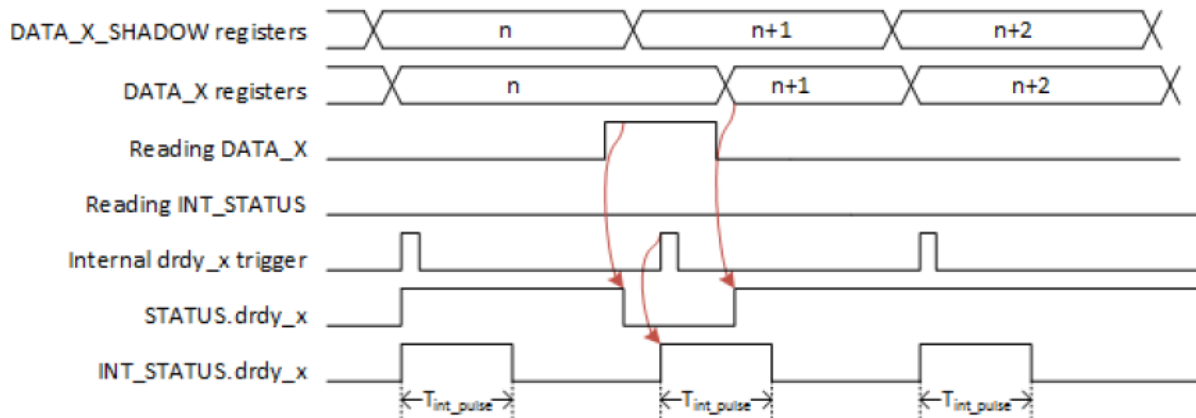 DATA_X_SHADOW registers n n+1 n+2
DATA_X registers n n+1 n+2
Reading DATA_X
Reading INT_STATUS
Internal drdy_x trigger
STATUS.drdy_x
INT_STATUS.drdy_x
Tint_pulse Tint_pulse Tint_pulse